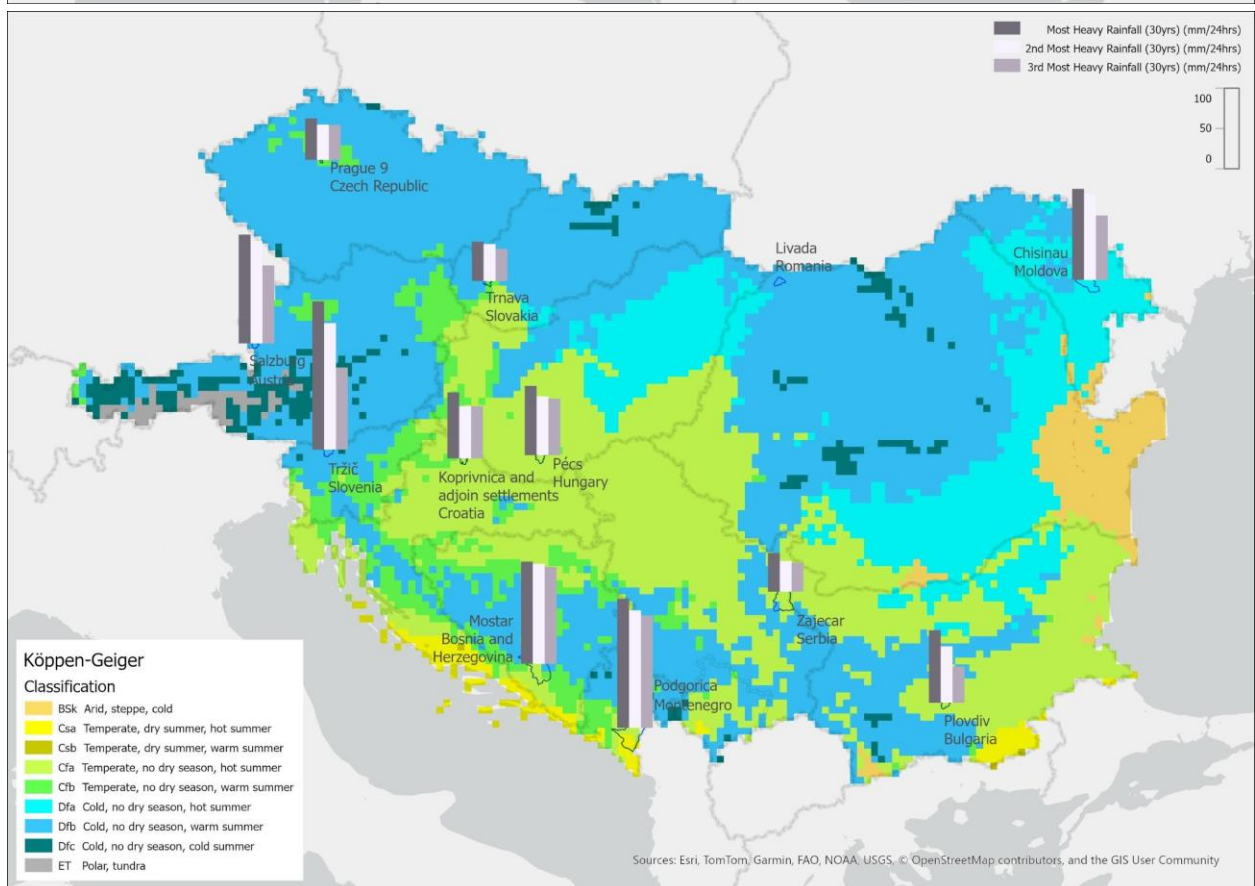 Most Heavy Rainfall (30yrs) (mm/24hrs)
2nd Most Heavy Rainfall (30yrs) (mm/24hrs)
3rd Most Heavy Rainfall (30yrs) (mm/24hrs)
100
50
0
Prague 9
Czech Republic
Livada
Romania
Chisinau
Moldova
Trnava
Slovakia
Salzburg
Austria
Tržič
Slovenia
Koprivnica and
adjoin settlements
Croatia
Pécs
Hungary
Mostar
Bosnia and
Herzegovina
Zajecar
Serbia
Podgorica
Montenegro
Plovdiv
Bulgaria
Köppen-Geiger
Classification
BSk Arid, steppe, cold
Csa Temperate, dry summer, hot summer
Csb Temperate, dry summer, warm summer
Cfa Temperate, no dry season, hot summer
Cfb Temperate, no dry season, warm summer
Dfa Cold, no dry season, hot summer
Dfb Cold, no dry season, warm summer
Dfc Cold, no dry season, cold summer
ET Polar, tundra
Sources: Esri, TomTom, Garmin, FAO, NOAA, USGS, © OpenStreetMap contributors, and the GIS User Community